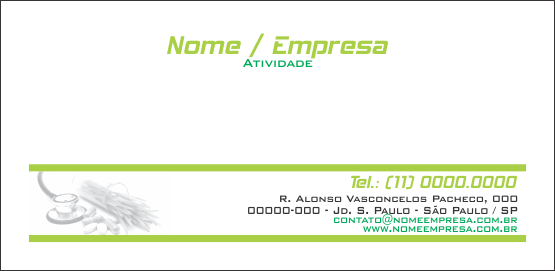 Nome / Empresa
Atividade
Tel.: (11) 0000.0000
R. Alonso Vasconcelos Pacheco, 000
00000-000 - Jd. S. Paulo - São Paulo / SP
contato@nomeempresa.com.br
www.nomeempresa.com.br